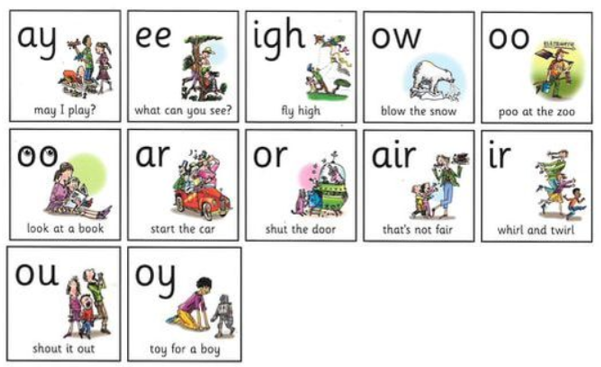 ay
may I play?
ee
what can you see?
igh
fly high
ow
blow the snow
oo
poo at the zoo
oo
look at a book
ar
start the car
or
shut the door
air
that's not fair
ir
whirl and twirl
ou
shout it out
oy
toy for a boy